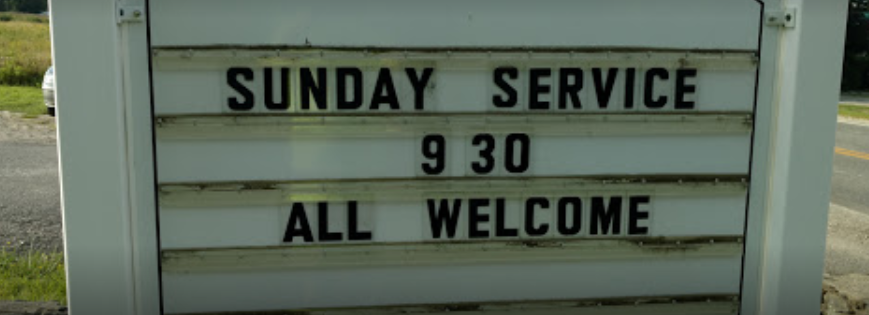 SUNDAY SERVICE
9 30
ALL WELCOME